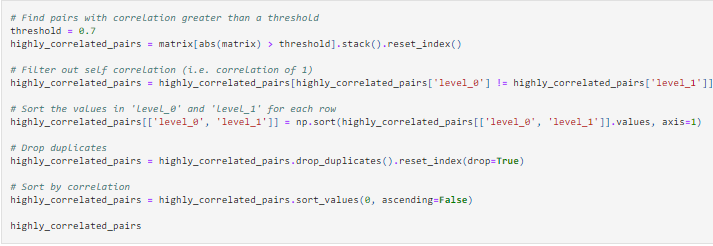 # Find pairs with correlation greater than a threshold
threshold = 0.7
highly_correlated_pairs = matrix[abs(matrix) > threshold].stack().reset_index()
# Filter out self correlation (i.e. correlation of 1)
highly_correlated_pairs = highly_correlated_pairs[highly_correlated_pairs['level_0'] != highly_correlated_pairs['level_1']]
# Sort the values in 'level_0' and 'level_1' for each row
highly_correlated_pairs[['level_0', 'level_1']] = np.sort(highly_correlated_pairs[['level_0', 'level_1']].values, axis=1)
# Drop duplicates
highly_correlated_pairs = highly_correlated_pairs.drop_duplicates().reset_index(drop=True)
# Sort by correlation
highly_correlated_pairs = highly_correlated_pairs.sort_values(0, ascending=False)
highly_correlated_pairs